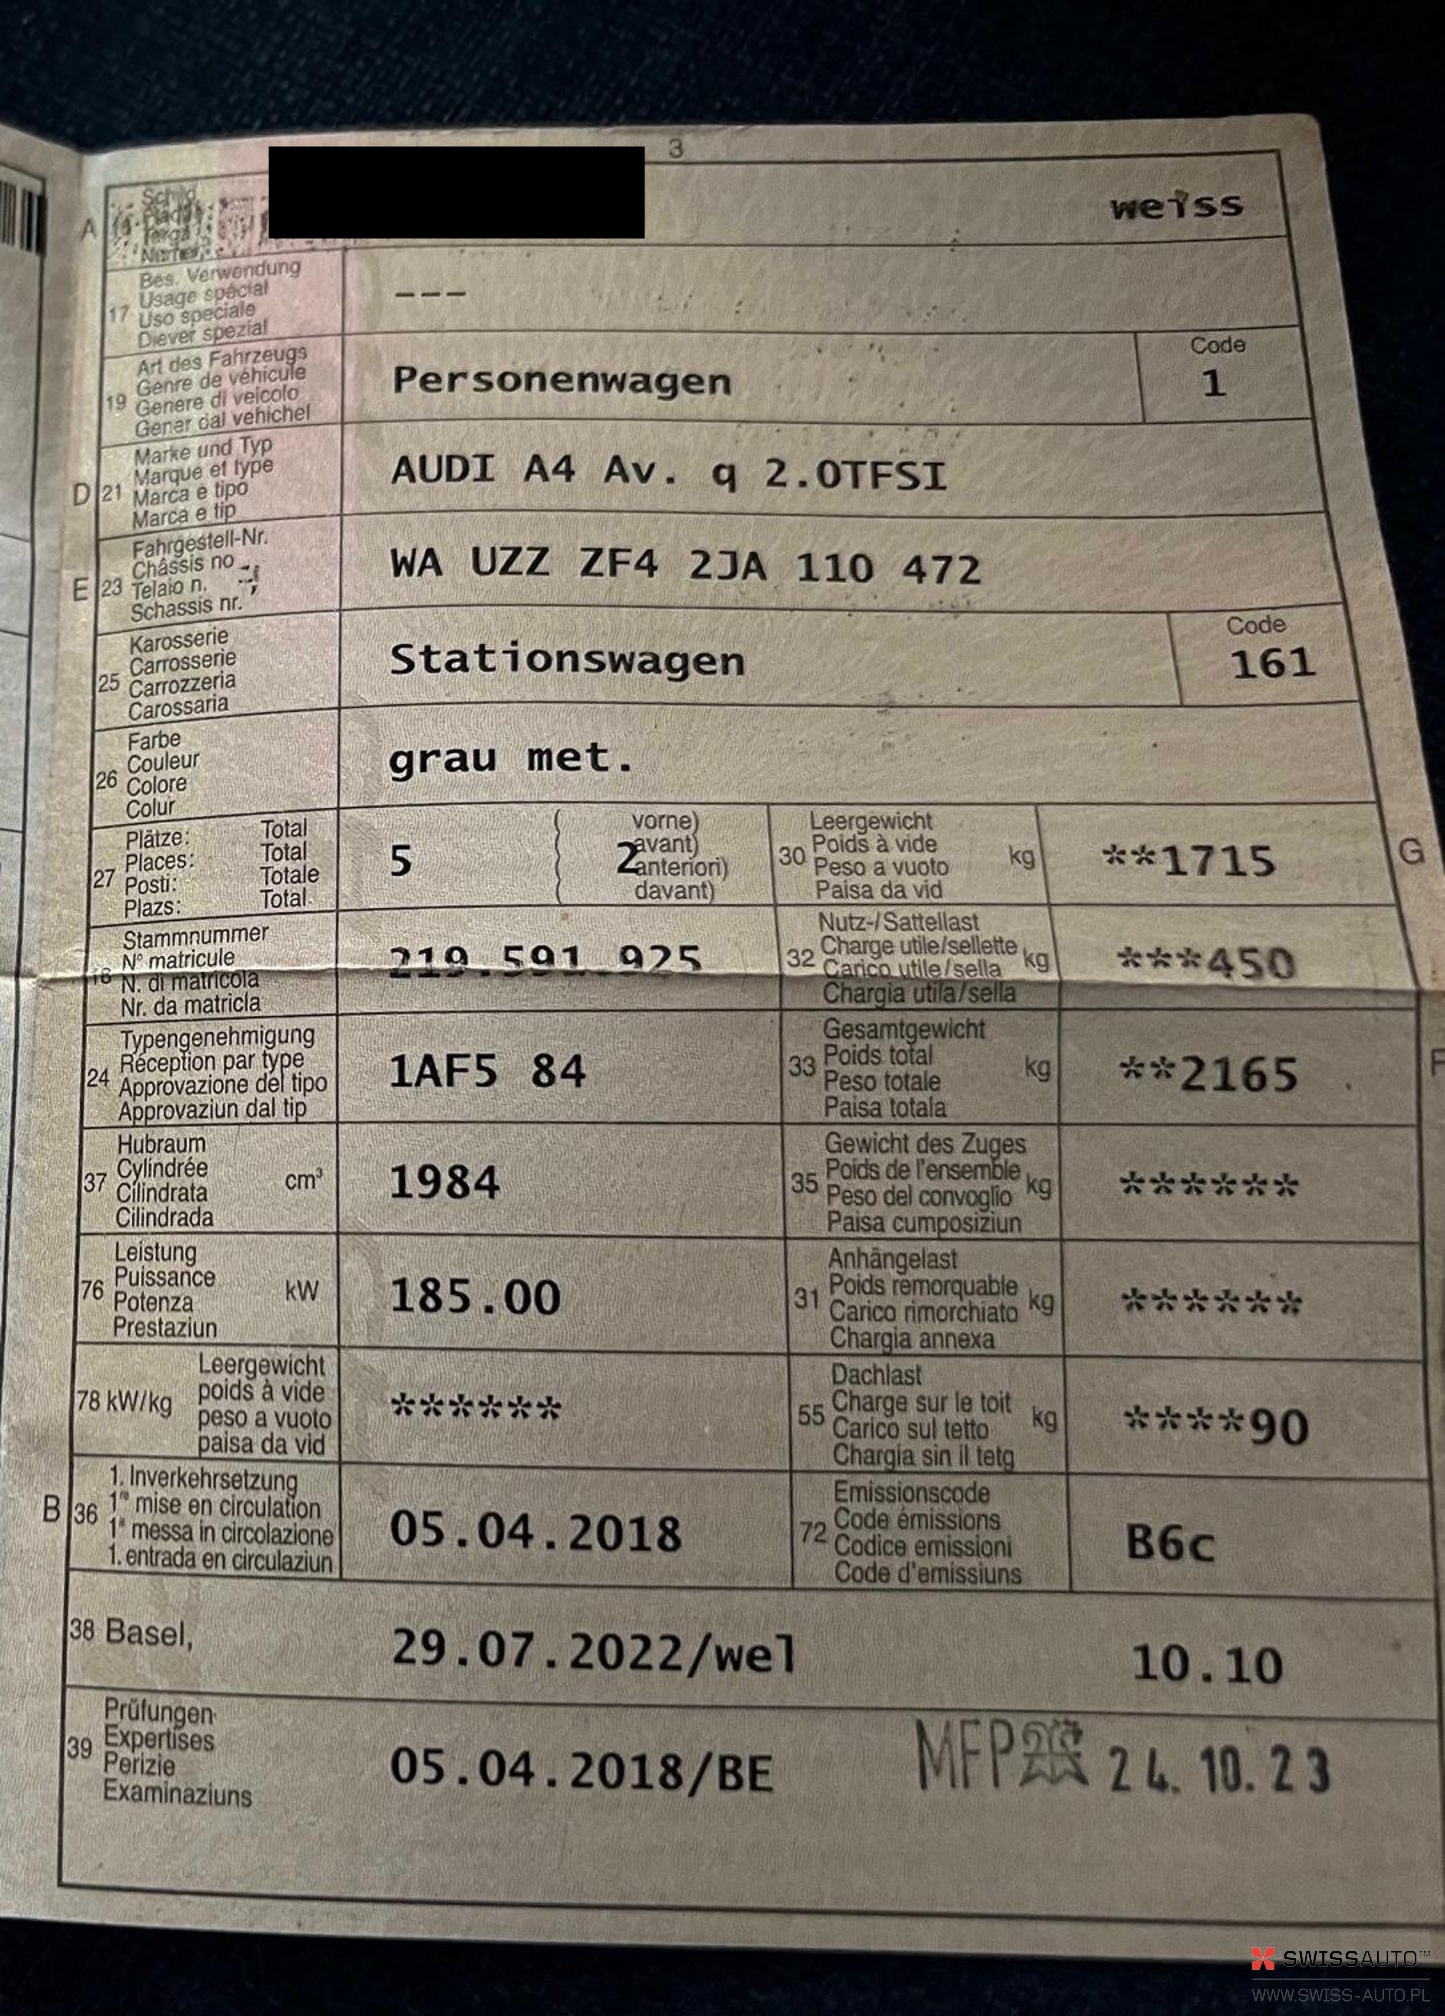 3
A
Schild
weiss
17
Bes. Verwendung
Usage spécial
Uso speciale
Diever spezial
---
19
Art des Fahrzeugs
Genre de véhicule
Genere di veicolo
Gener dal vehichel
Personenwagen
Code
1
D 21
Marke und Typ
Marque et type
Marca e tipo
Marca e tip
AUDI A4 Av. q 2.0TFSI
E 23
Fahrgestell-Nr.
Châssis no
Telaio n.
Schassis nr.
WA UZZ ZF4 2JA 110 472
25
Karosserie
Carrosserie
Carrozzeria
Carossaria
Stationswagen
Code
161
26
Farbe
Couleur
Colore
Colur
grau met.
27
Plätze: Total
Places: Total
Posti: Totale
Plazs: Total
5
2
vorne)
avant)
anteriori)
davant)
30
Leergewicht
Poids à vide
Peso a vuoto
Paisa da vid
kg
**1715
G
Stammnummer
N° matricule
N. di matricola
Nr. da matricla
219.591.925
32
Nutz-/Sattellast
Charge utile/sellette
Carico utile/sella
Chargia utila/sella
kg
***450
24
Typengenehmigung
Réception par type
Approvazione del tipo
Approvaziun dal tip
1AF5 84
33
Gesamtgewicht
Poids total
Peso totale
Paisa totala
kg
**2165
F
37
Hubraum
Cylindrée
Cilindrata
Cilindrada
cm³
1984
35
Gewicht des Zuges
Poids de l'ensemble
Peso del convoglio
Paisa cumposiziun
kg
******
76
Leistung
Puissance
Potenza
Prestaziun
kW
185.00
31
Anhängelast
Poids remorquable
Carico rimorchiato
Chargia annexa
kg
******
78 kW/kg
Leergewicht
poids à vide
peso a vuoto
paisa da vid
******
55
Dachlast
Charge sur le toit
Carico sul tetto
Chargia sin il tetg
kg
****90
B 36
1. Inverkehrsetzung
1re mise en circulation
1a messa in circolazione
1. entrada en circulaziun
05.04.2018
72
Emissionscode
Code émissions
Codice emissioni
Code d'emissiuns
B6c
38 Basel,
29.07.2022/wel
10.10
39
Prüfungen
Expertises
Perizie
Examinaziuns
05.04.2018/BE
MFP 24.10.23
SWISSAUTO™
WWW.SWISS-AUTO.PL